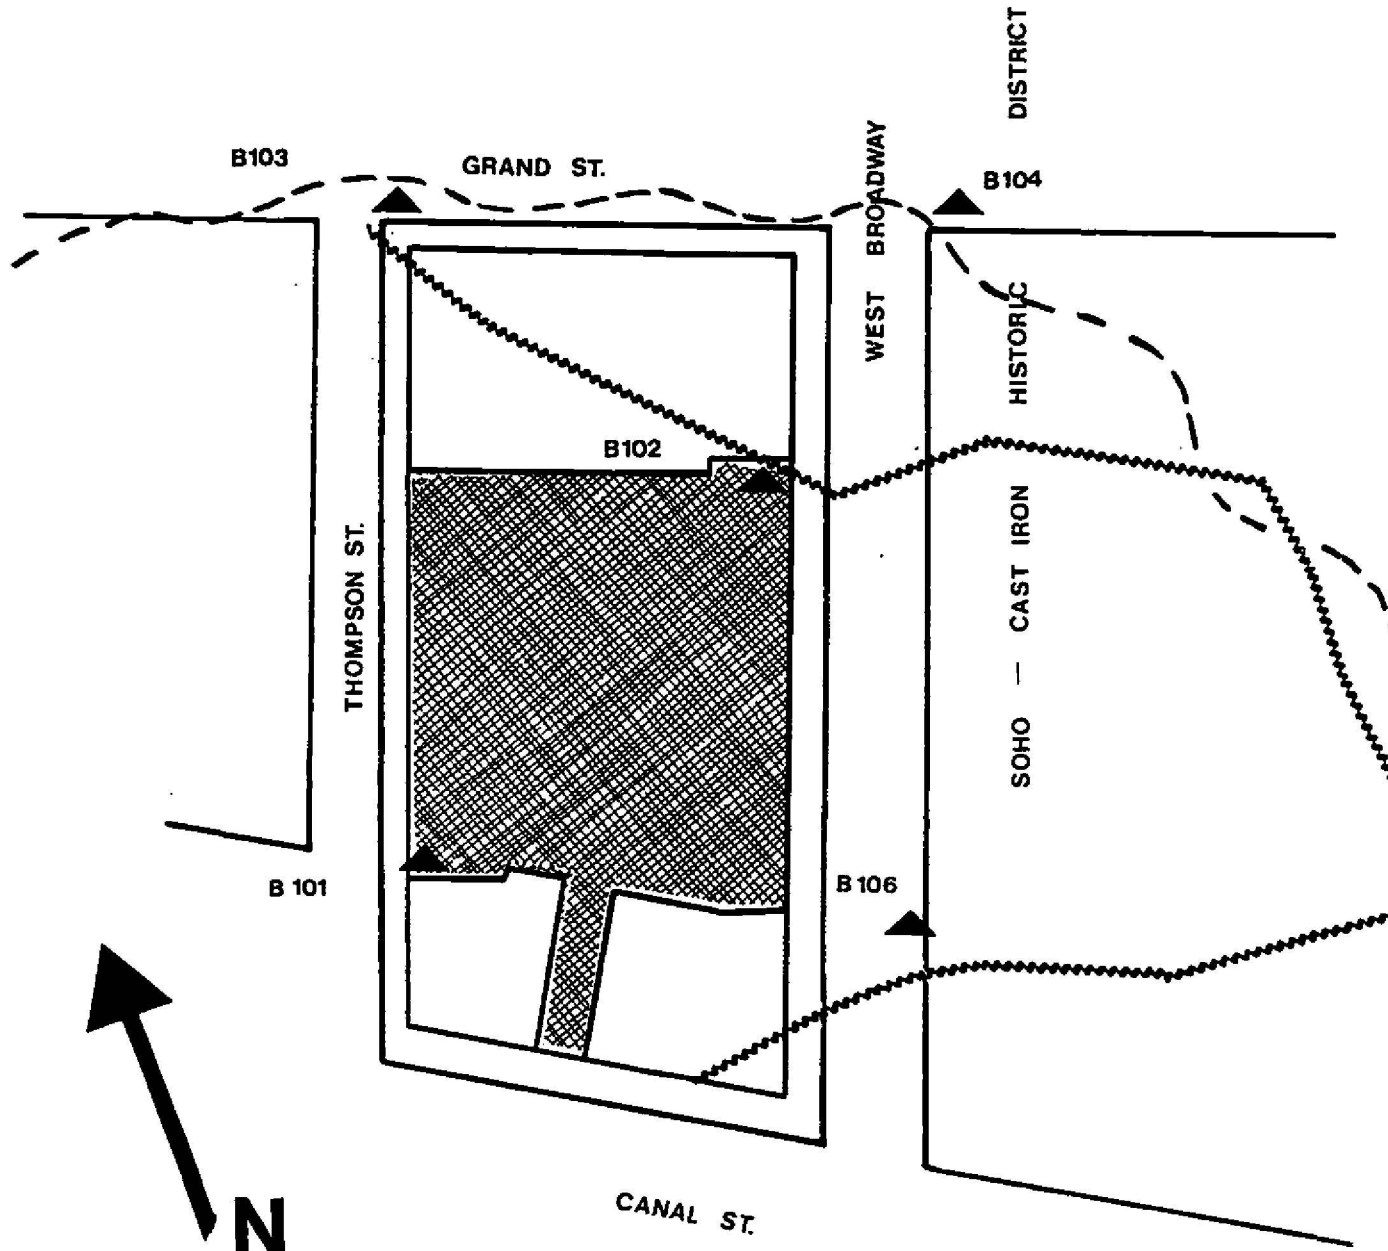 DISTRICT
B103
GRAND ST.
WEST BROADWAY
B104
SOHO — CAST IRON HISTORIC
B102
THOMPSON ST.
B 101
B 106
N
CANAL ST.